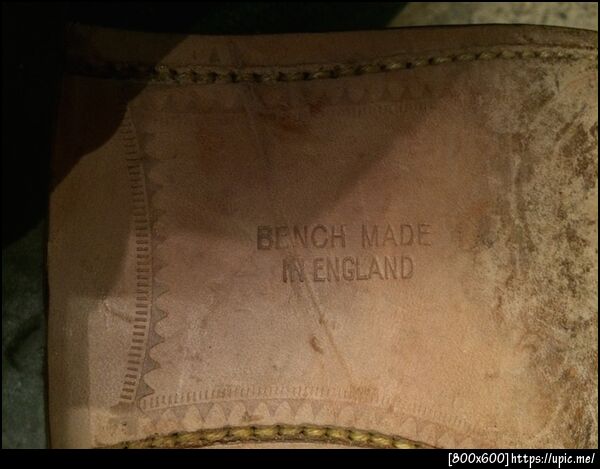 BENCH MADE
IN ENGLAND
[800x600]https://upic.me/